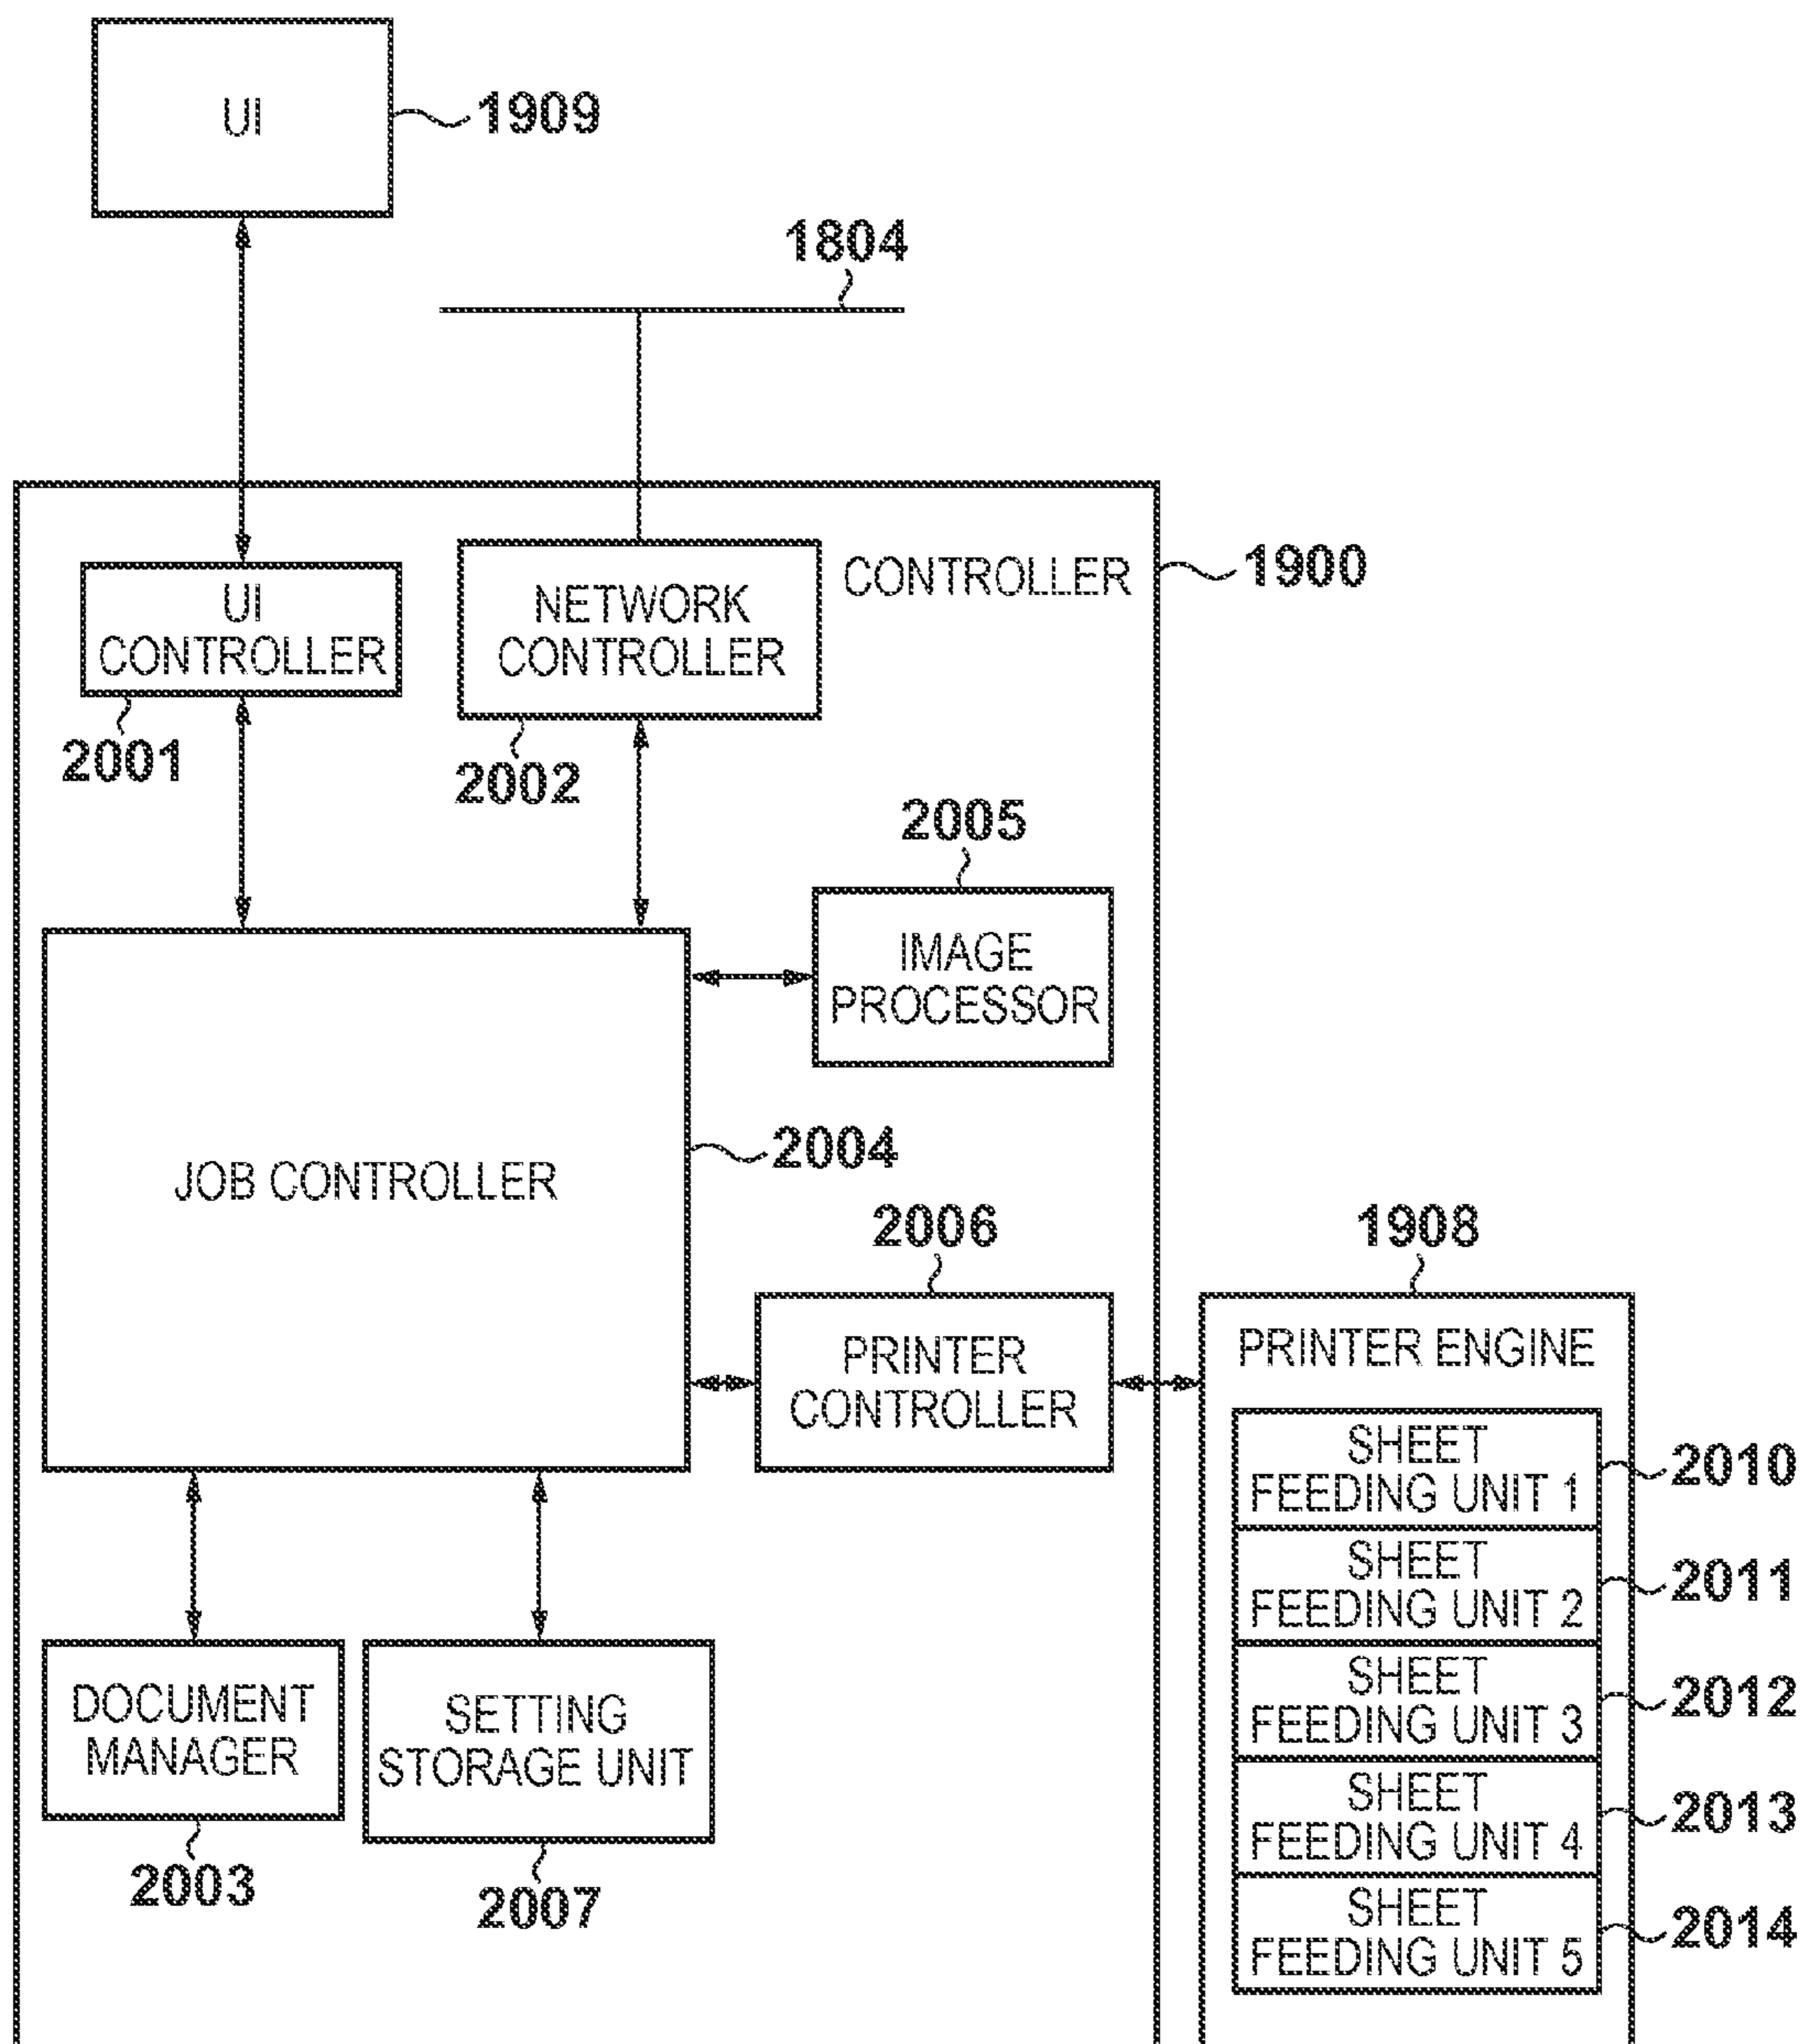 UI
1909
1804
UI
CONTROLLER
2001
NETWORK
CONTROLLER
2002
CONTROLLER
1900
2005
IMAGE
PROCESSOR
JOB CONTROLLER
2004
2006
PRINTER
CONTROLLER
1908
PRINTER ENGINE
SHEET
FEEDING UNIT 1
2010
SHEET
FEEDING UNIT 2
2011
SHEET
FEEDING UNIT 3
2012
SHEET
FEEDING UNIT 4
2013
SHEET
FEEDING UNIT 5
2014
DOCUMENT
MANAGER
2003
SETTING
STORAGE UNIT
2007